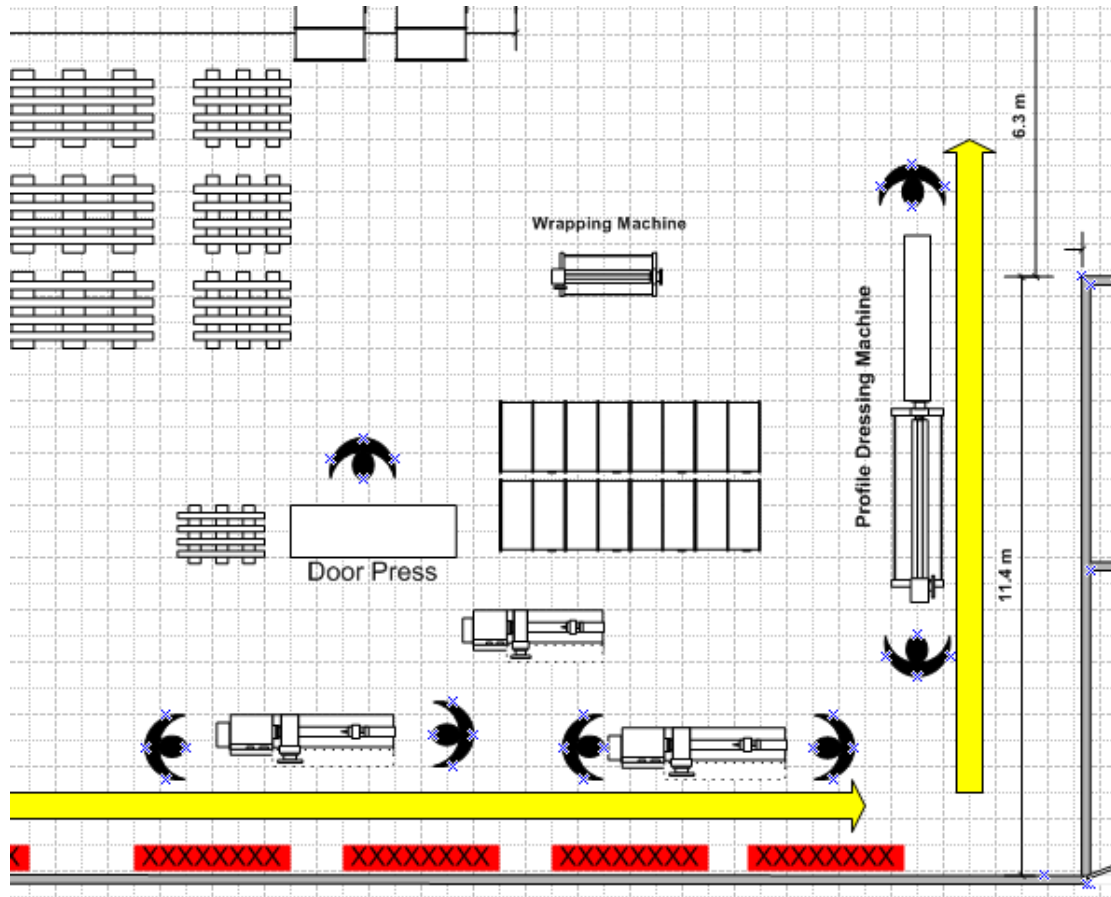 6.3 m
Wrapping Machine
Profile Dressing Machine
Door Press
11.4 m
X
XXXXXXXX
XXXXXXXX
XXXXXXXX
XXXXXXXX